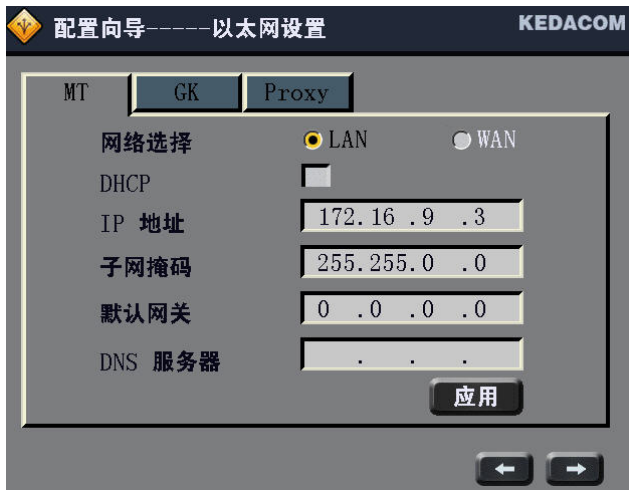 配置向导-----以太网设置 KEDACOM
MT GK Proxy
网络选择 LAN WAN
DHCP
IP 地址 172.16 .9 .3
子网掩码 255.255.0 .0
默认网关 0 .0 .0 .0
DNS 服务器 . . .
应用